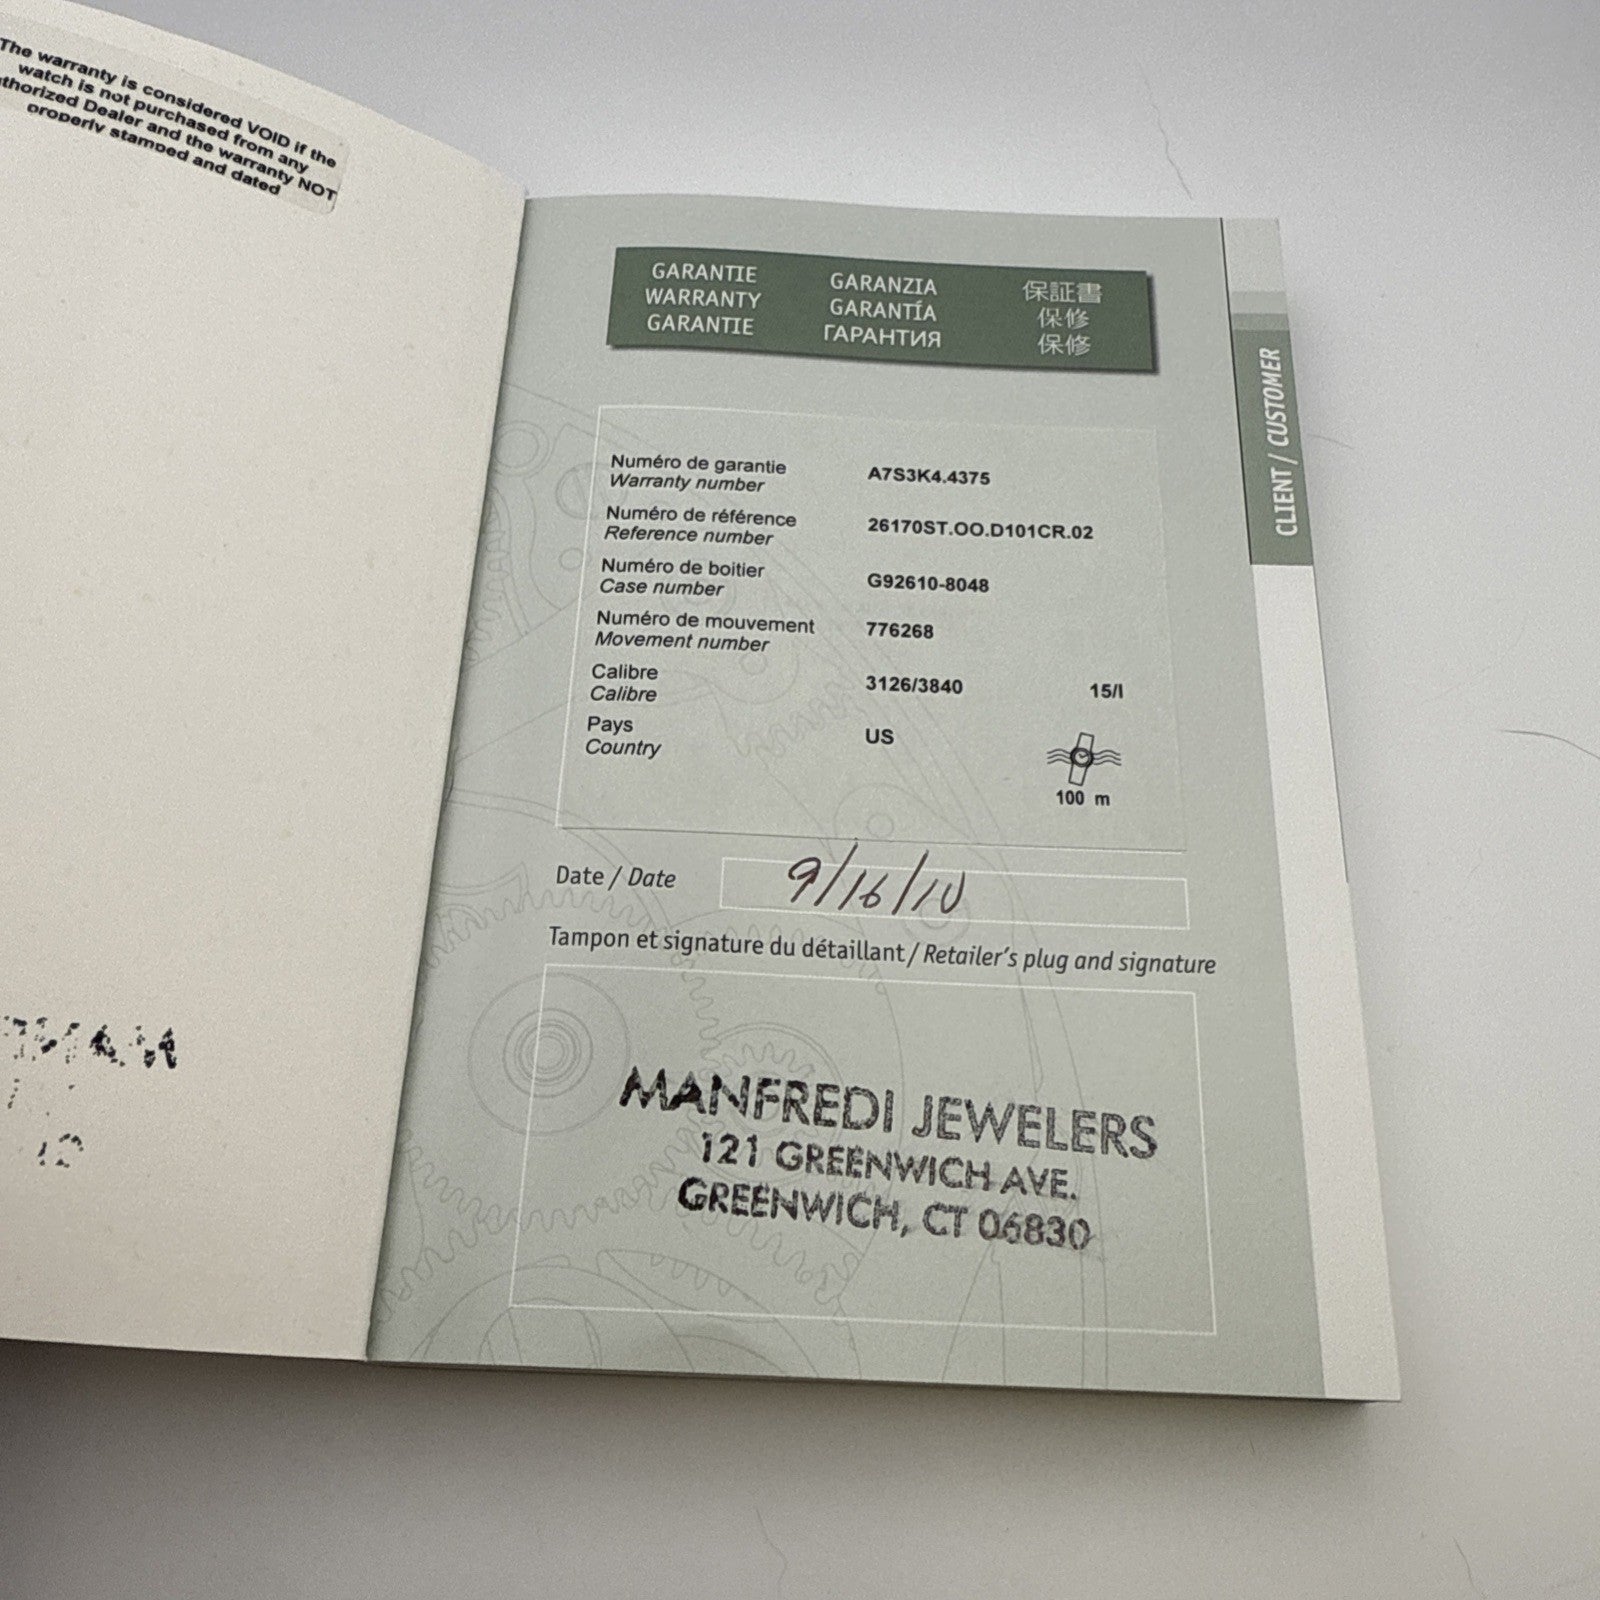 The warranty is considered VOID if the
watch is not purchased from any
Dealer and the warranty NOT
properly stamped and dated
GARANTIE
WARRANTY
GARANTIE
GARANZIA
GARANTÍA
ГАРАНТИЯ
保証書
保修
保修
CLIENT / CUSTOMER
Numéro de garantie
Warranty number
A7S3K4.4375
Numéro de référence
Reference number
26170ST.OO.D101CR.02
Numéro de boitier
Case number
G92610-8048
Numéro de mouvement
Movement number
776268
Calibre
Calibre
3126/3840 15/I
Pays
Country
US
100 m
Date / Date
9/16/10
Tampon et signature du détaillant / Retailer's plug and signature
MANFREDI JEWELERS
121 GREENWICH AVE.
GREENWICH, CT 06830